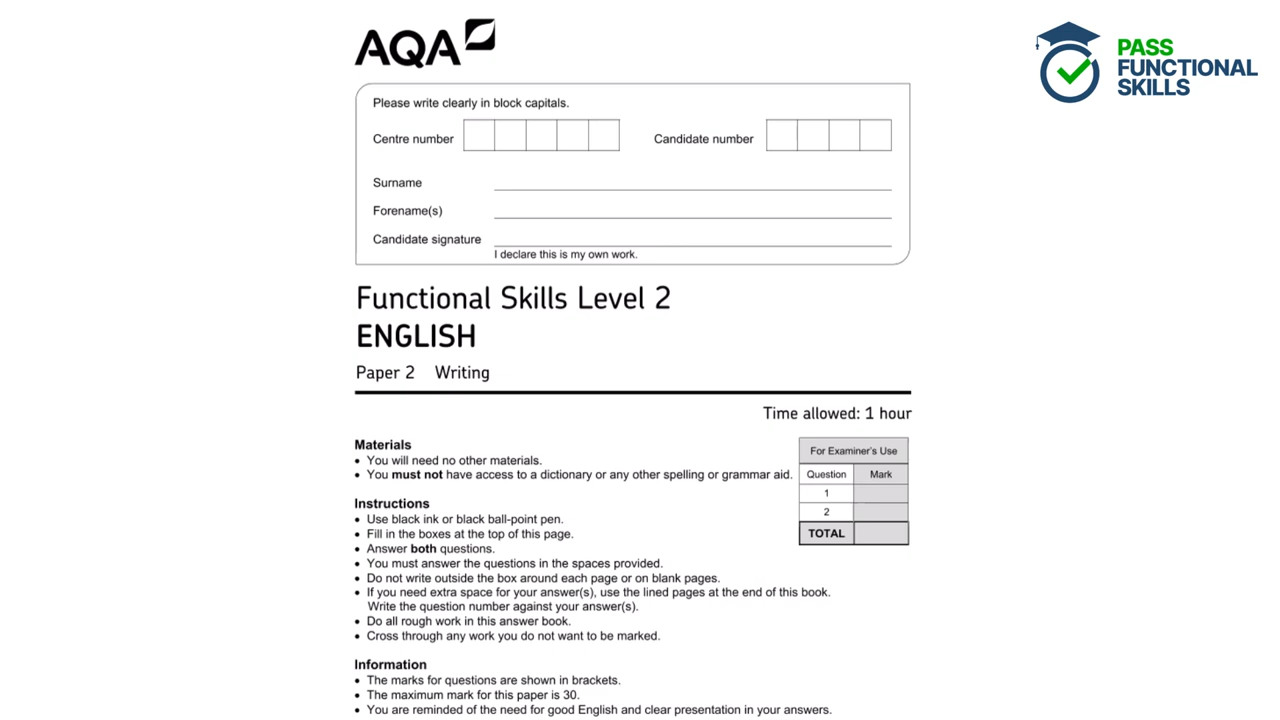 AQA
PASS
FUNCTIONAL
SKILLS
Please write clearly in block capitals.
Centre number
Candidate number
Surname
Forename(s)
Candidate signature
I declare this is my own work.
Functional Skills Level 2
ENGLISH
Paper 2 Writing
Time allowed: 1 hour
Materials
• You will need no other materials.
• You must not have access to a dictionary or any other spelling or grammar aid.
For Examiner's Use
Question Mark
1
2
TOTAL
Instructions
• Use black ink or black ball-point pen.
• Fill in the boxes at the top of this page.
• Answer both questions.
• You must answer the questions in the spaces provided.
• Do not write outside the box around each page or on blank pages.
• If you need extra space for your answer(s), use the lined pages at the end of this book.
Write the question number against your answer(s).
• Do all rough work in this answer book.
• Cross through any work you do not want to be marked.
Information
• The marks for questions are shown in brackets.
• The maximum mark for this paper is 30.
• You are reminded of the need for good English and clear presentation in your answers.